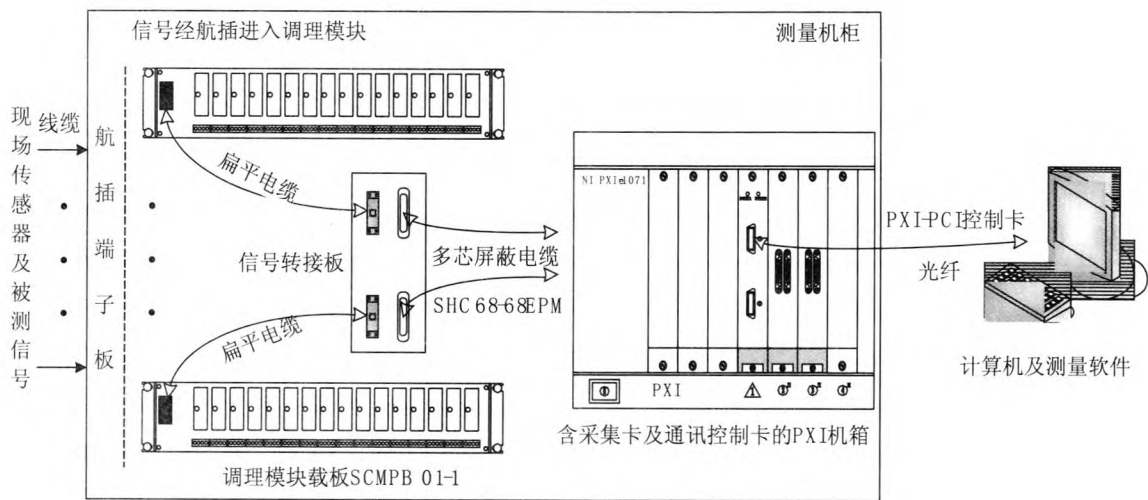 信号经航插进入调理模块
测量机柜
现场传感器及被测信号
线缆
航插端子板
扁平电缆
NI PXIe1071
PXI-PCI控制卡
信号转接板
多芯屏蔽电缆
光纤
SHC 68-68EPM
扁平电缆
PXI
计算机及测量软件
含采集卡及通讯控制卡的PXI机箱
调理模块载板SCMPB 01-1